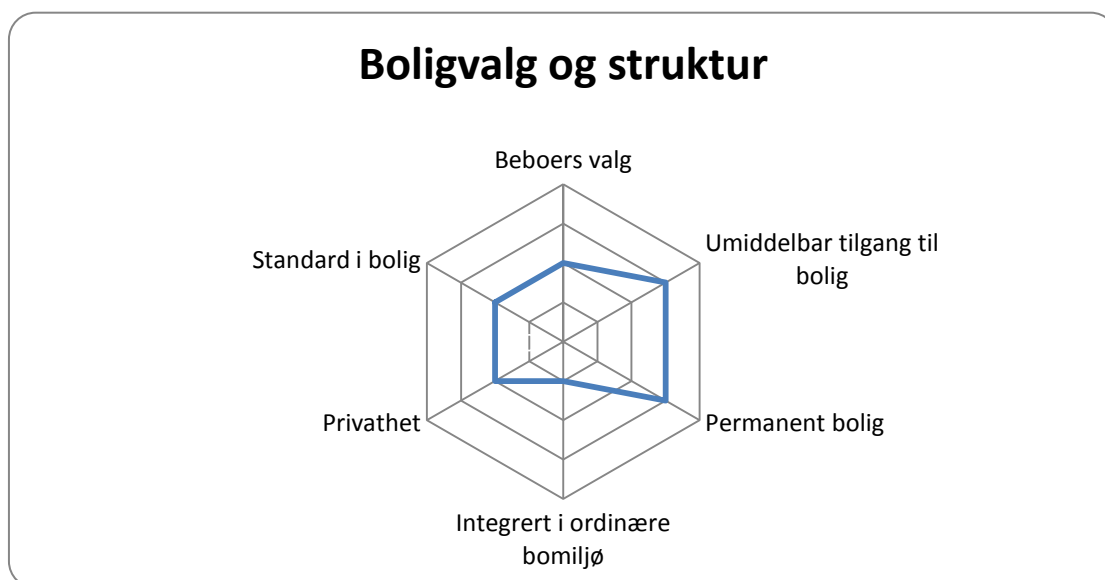 Boligvalg og struktur
Beboers valg
Umiddelbar tilgang til
bolig
Standard i bolig
Privathet
Permanent bolig
Integrert i ordinære
bomiljø